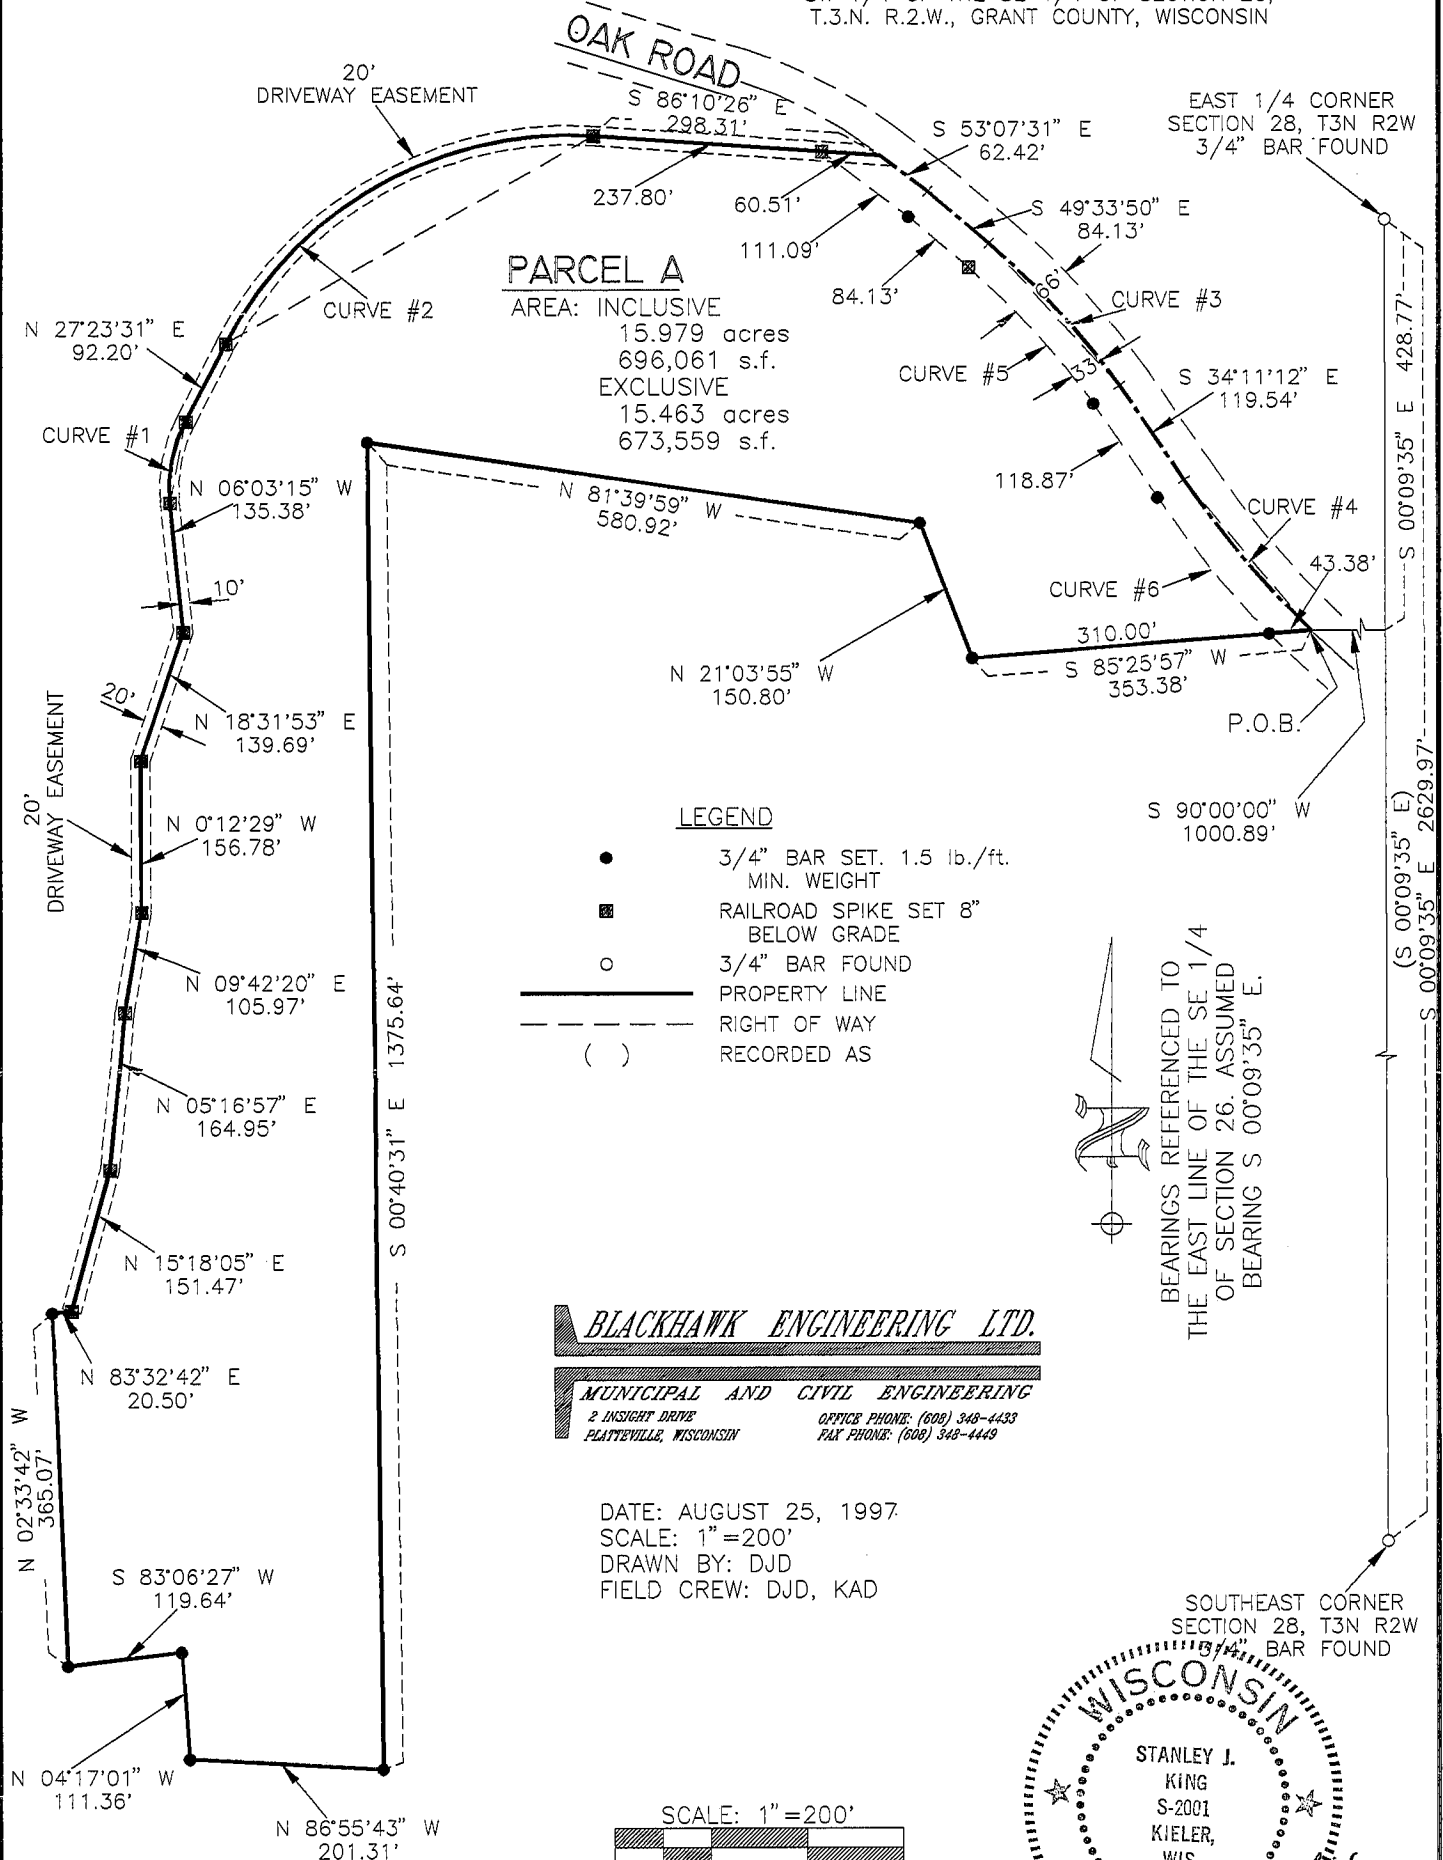 T.3.N. R.2.W., GRANT COUNTY, WISCONSIN
OAK ROAD
20'
DRIVEWAY EASEMENT
S 86°10'26" E
298.31'
S 53°07'31" E
62.42'
EAST 1/4 CORNER
SECTION 28, T3N R2W
3/4" BAR FOUND
237.80'
60.51'
111.09'
84.13'
S 49°33'50" E
84.13'
66'
CURVE #3
33'
PARCEL A
AREA: INCLUSIVE
15.979 acres
696,061 s.f.
EXCLUSIVE
15.463 acres
673,559 s.f.
CURVE #2
N 27°23'31" E
92.20'
CURVE #1
CURVE #5
S 34°11'12" E
119.54'
S 00°09'35" E 428.77'
N 06°03'15" W
135.38'
N 81°39'59" W
580.92'
118.87'
CURVE #4
43.38'
10'
CURVE #6
310.00'
S 85°25'57" W
353.38'
N 21°03'55" W
150.80'
P.O.B.
20'
N 18°31'53" E
139.69'
20'
DRIVEWAY EASEMENT
S 90°00'00" W
1000.89'
N 0°12'29" W
156.78'
(S 00°09'35" E)
S 00°09'35" E 2629.97'
LEGEND
3/4" BAR SET. 1.5 lb./ft.
MIN. WEIGHT
RAILROAD SPIKE SET 8"
BELOW GRADE
3/4" BAR FOUND
PROPERTY LINE
RIGHT OF WAY
( ) RECORDED AS
N 09°42'20" E
105.97'
S 00°40'31" E 1375.64'
N 05°16'57" E
164.95'
N
BEARINGS REFERENCED TO
THE EAST LINE OF THE SE 1/4
OF SECTION 26. ASSUMED
BEARING S 00°09'35" E.
N 15°18'05" E
151.47'
N 83°32'42" E
20.50'
BLACKHAWK ENGINEERING LTD.
MUNICIPAL AND CIVIL ENGINEERING
2 INSIGHT DRIVE
PLATTEVILLE, WISCONSIN
OFFICE PHONE: (608) 348-4433
FAX PHONE: (608) 348-4449
N 02°33'42" W
365.07'
DATE: AUGUST 25, 1997
SCALE: 1"=200'
DRAWN BY: DJD
FIELD CREW: DJD, KAD
S 83°06'27" W
119.64'
SOUTHEAST CORNER
SECTION 28, T3N R2W
3/4" BAR FOUND
N 04°17'01" W
111.36'
N 86°55'43" W
201.31'
SCALE: 1"=200'
WISCONSIN
STANLEY J.
KING
S-2001
KIELER,
WIS.